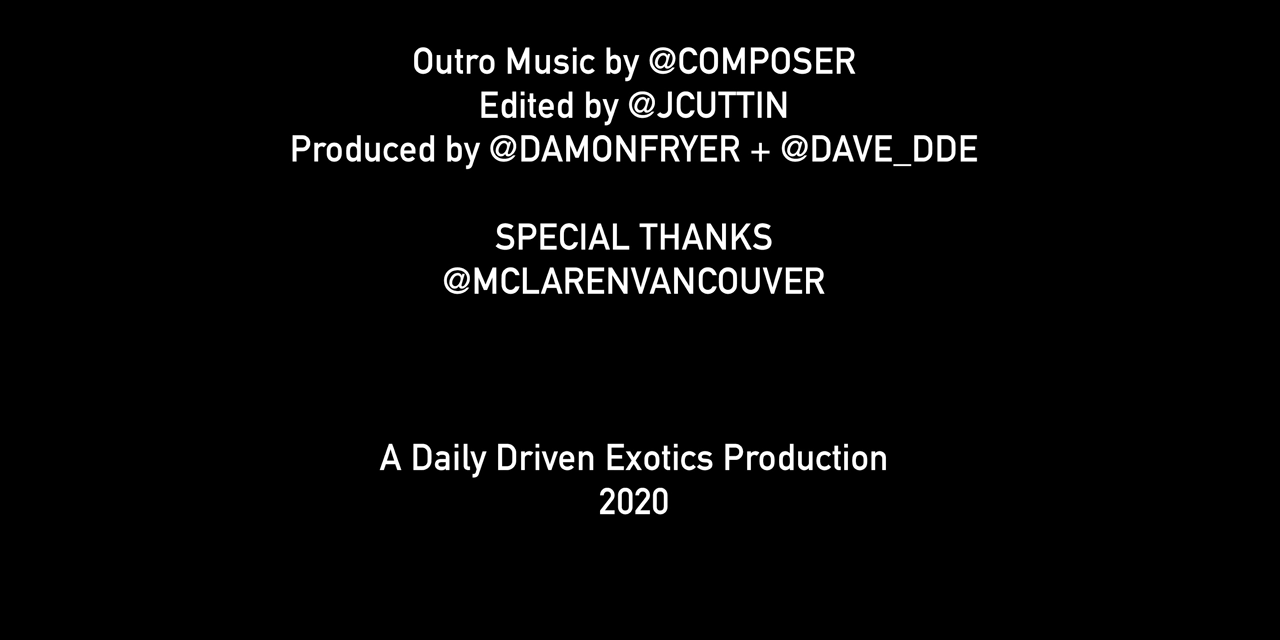 Outro Music by @COMPOSER
Edited by @JCUTTIN
Produced by @DAMONFRYER + @DAVE_DDE
SPECIAL THANKS
@MCLARENVANCOUVER
A Daily Driven Exotics Production
2020